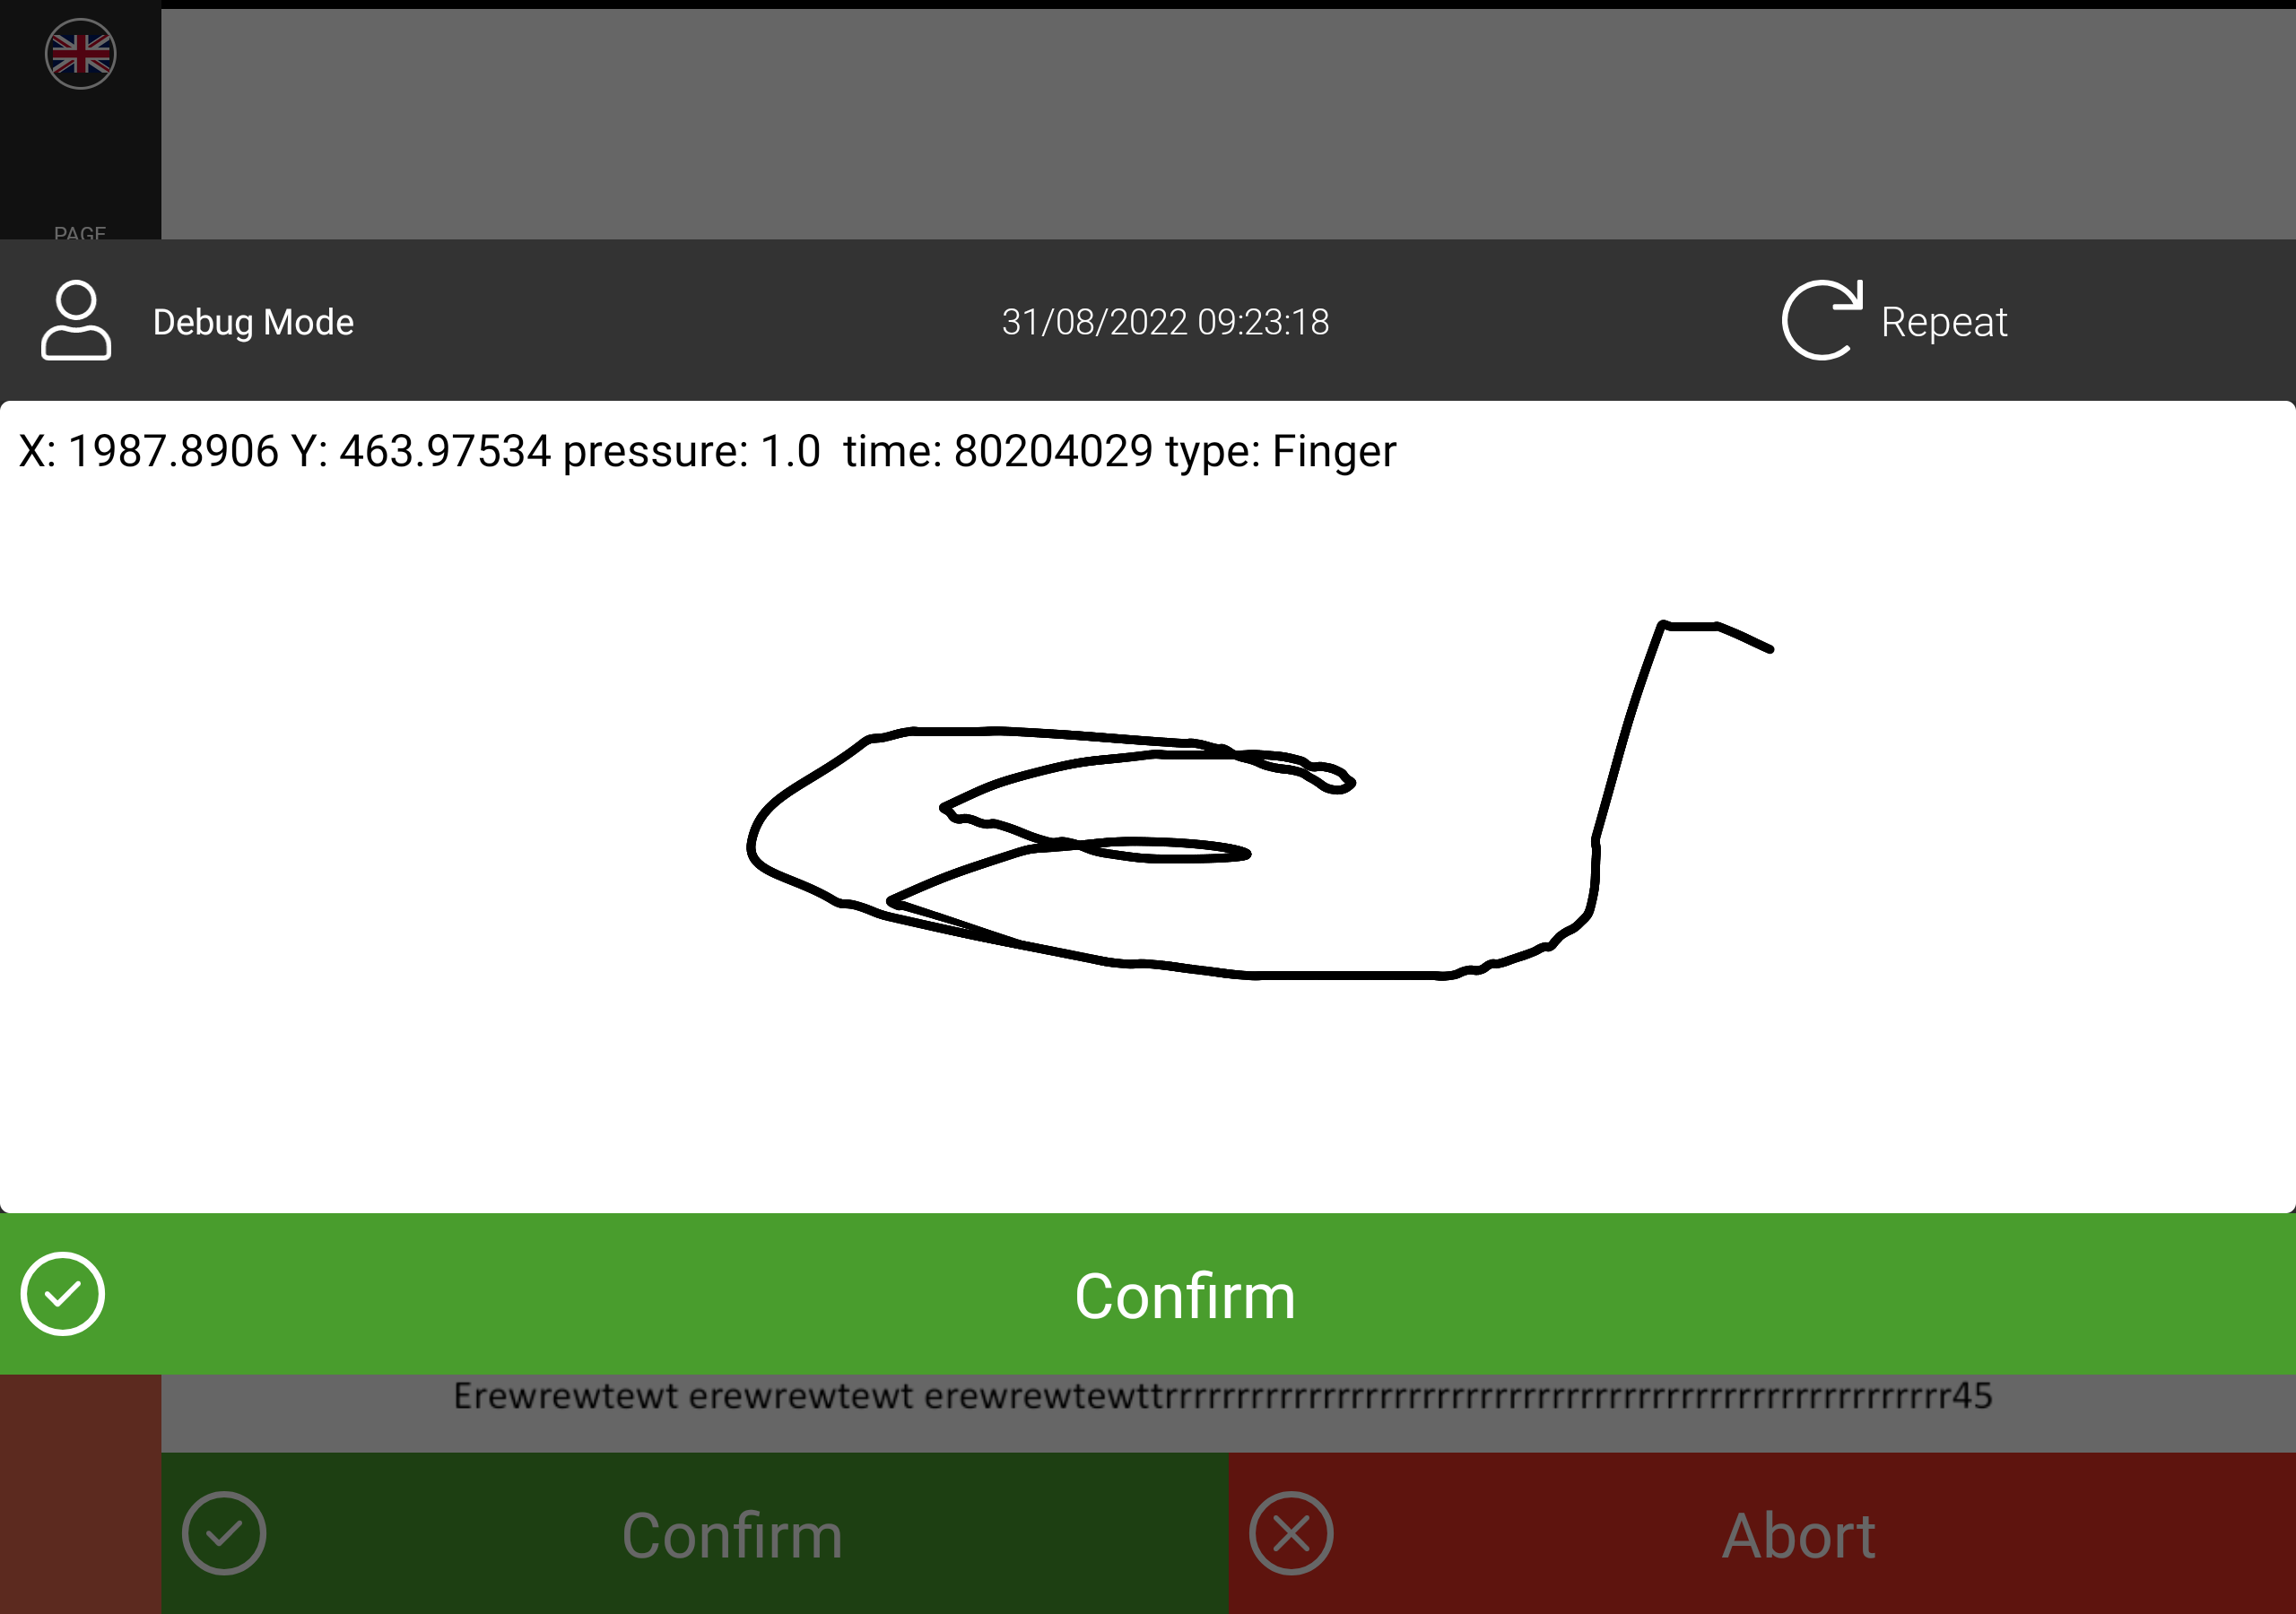 PAGE
Debug Mode
31/08/2022 09:23:18
Repeat
X: 1987.8906 Y: 463.97534 pressure: 1.0  time: 80204029 type: Finger
Confirm
Erewrewtewt erewrewtewt erewrewtewttrrrrrrrrrrrrrrrrrrrrrrrrrrrrrrrrrrrrrrrrrrrrrrrrrrrrrr45
Confirm
Abort